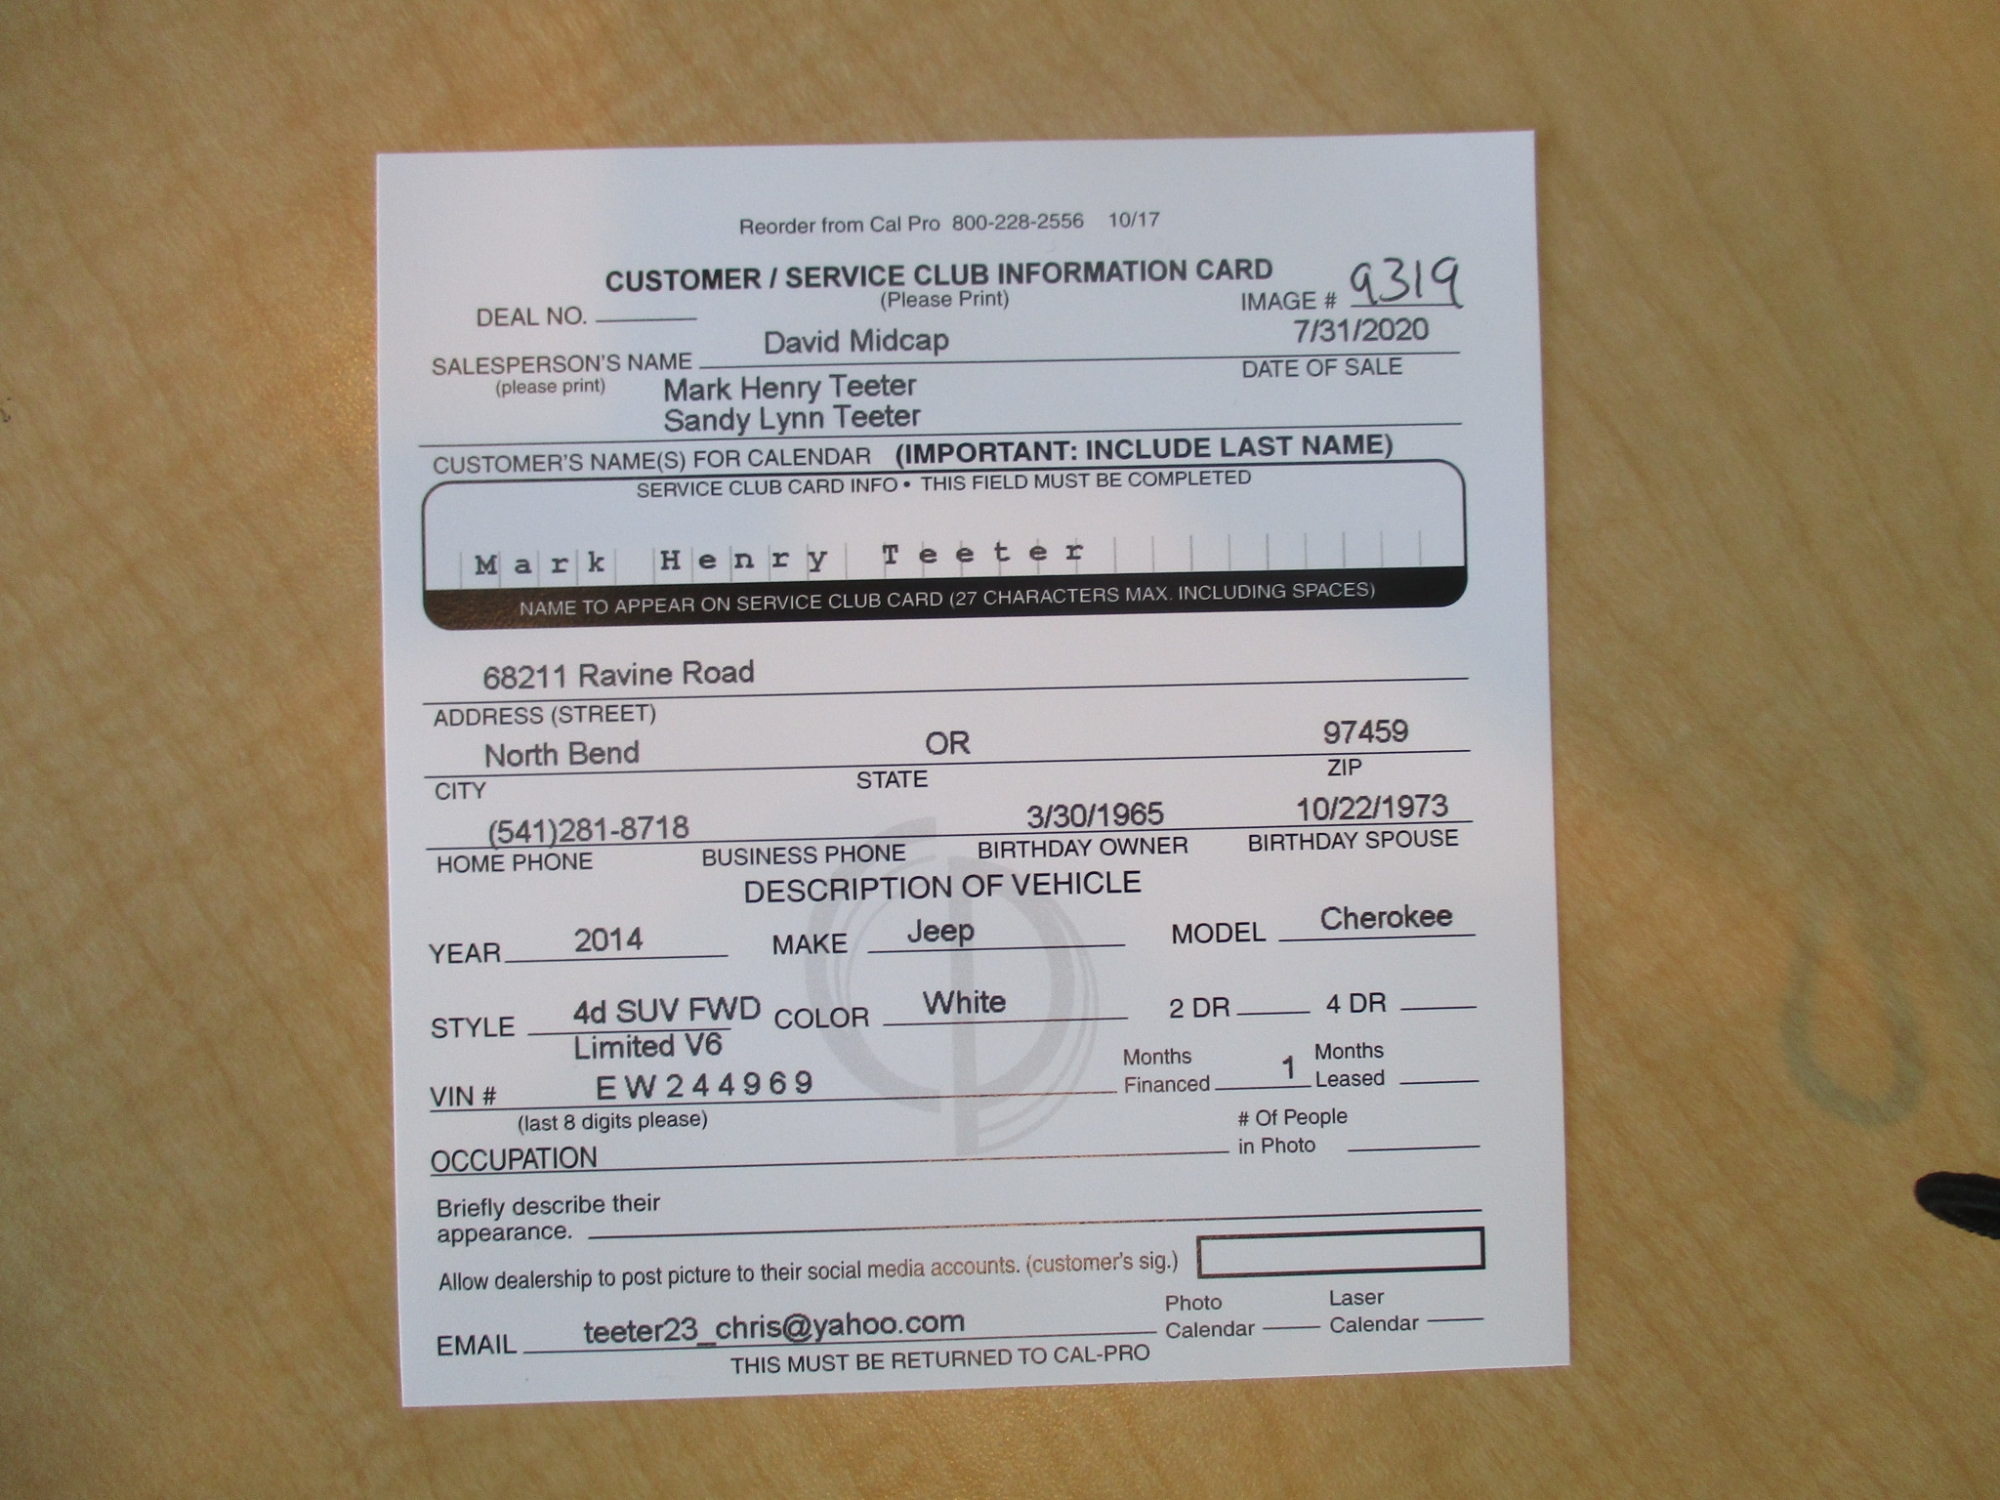 Reorder from Cal Pro 800-228-2556 10/17
CUSTOMER / SERVICE CLUB INFORMATION CARD
(Please Print)
IMAGE # 9319
DEAL NO.
David Midcap
7/31/2020
SALESPERSON'S NAME
DATE OF SALE
(please print)
Mark Henry Teeter
Sandy Lynn Teeter
CUSTOMER'S NAME(S) FOR CALENDAR (IMPORTANT: INCLUDE LAST NAME)
SERVICE CLUB CARD INFO • THIS FIELD MUST BE COMPLETED
Mark Henry Teeter
NAME TO APPEAR ON SERVICE CLUB CARD (27 CHARACTERS MAX. INCLUDING SPACES)
68211 Ravine Road
ADDRESS (STREET)
North Bend OR 97459
CITY STATE ZIP
(541)281-8718 3/30/1965 10/22/1973
HOME PHONE BUSINESS PHONE BIRTHDAY OWNER BIRTHDAY SPOUSE
DESCRIPTION OF VEHICLE
YEAR 2014 MAKE Jeep MODEL Cherokee
STYLE 4d SUV FWD COLOR White 2 DR 4 DR
Limited V6
VIN # EW244969 Months Financed 1 Months Leased
(last 8 digits please)
# Of People
OCCUPATION in Photo
Briefly describe their
appearance.
Allow dealership to post picture to their social media accounts. (customer's sig.)
EMAIL teeter23_chris@yahoo.com Photo Calendar Laser Calendar
THIS MUST BE RETURNED TO CAL-PRO